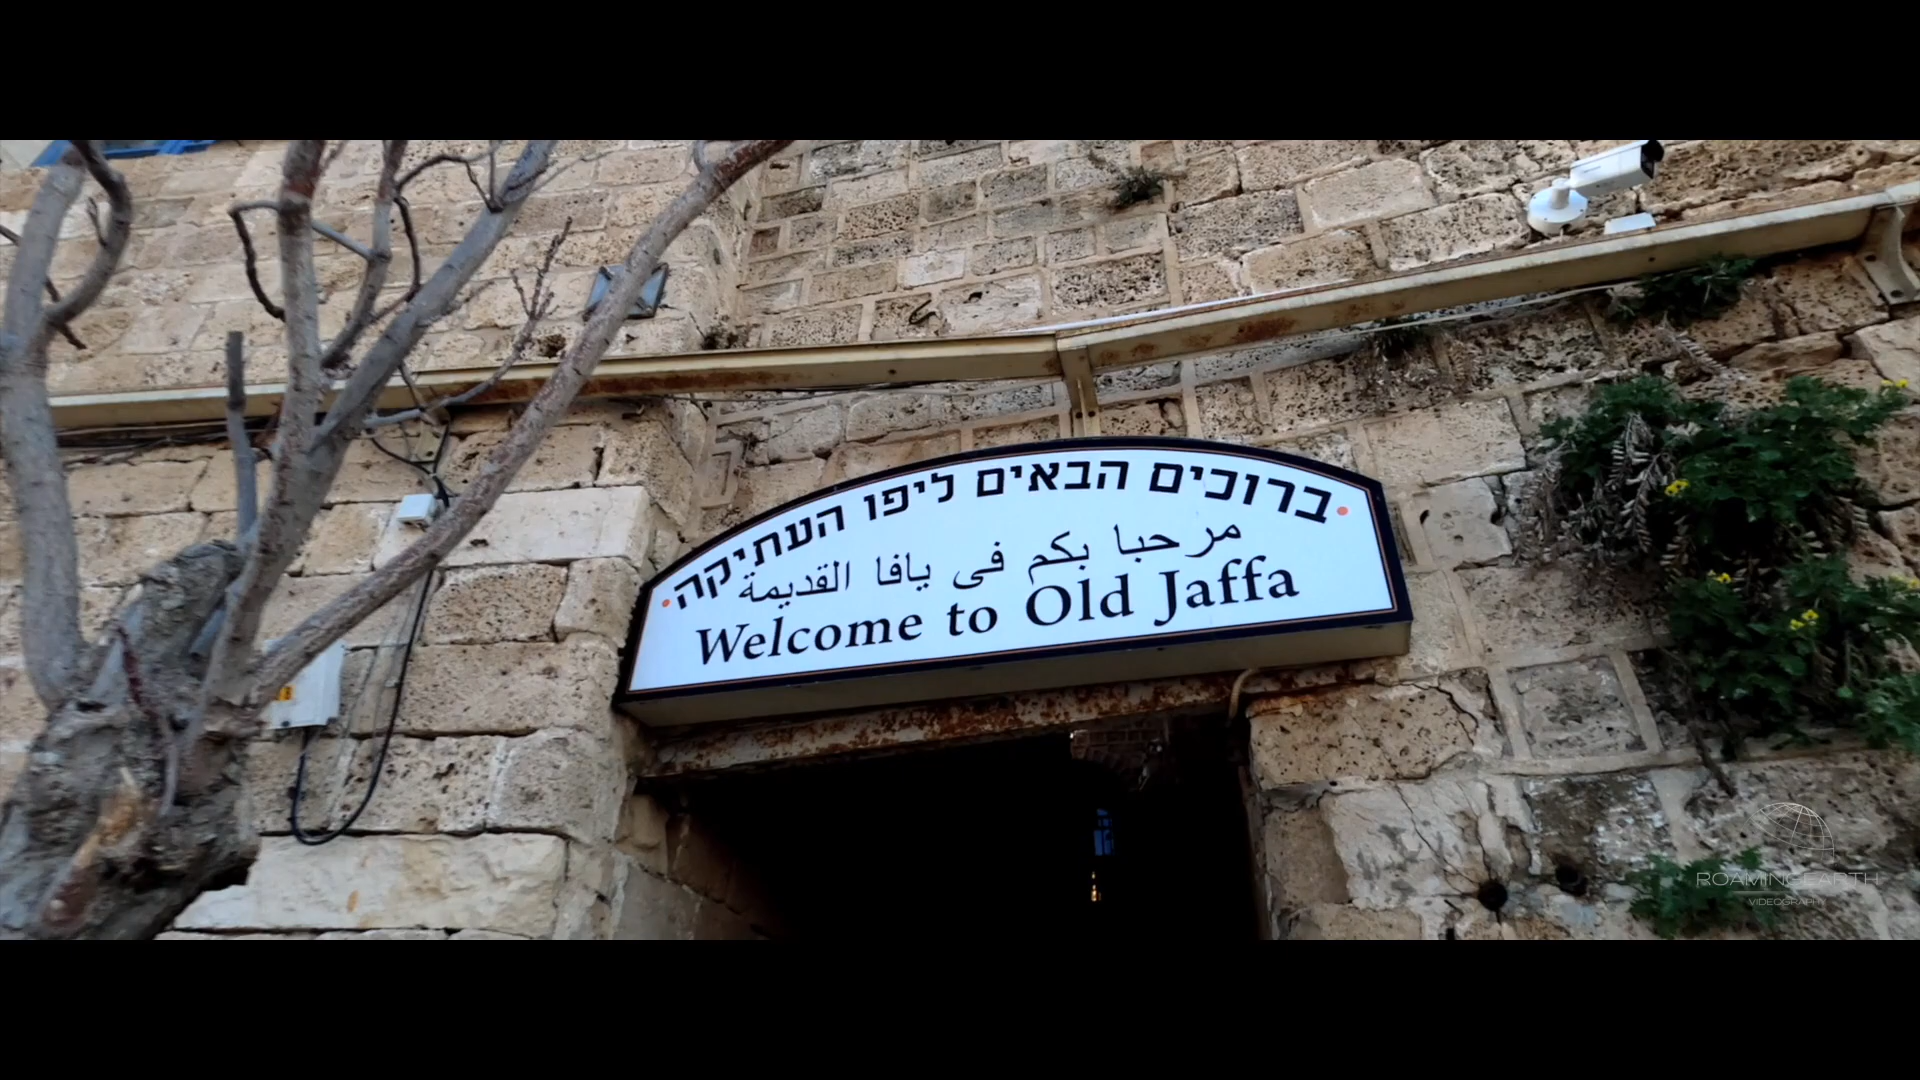 ברוכים הבאים ליפו העתיקה
مرحبا بكم فى يافا القديمة
Welcome to Old Jaffa
ROAMINGEARTH
VIDEOGRAPHY